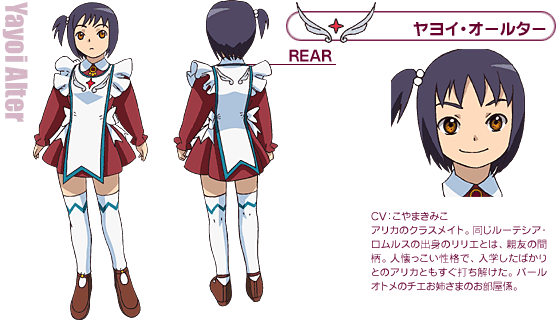 Yayoi Alter
ヤヨイ・オールター
REAR
CV：こやまきみこ
アリカのクラスメイト。同じルーテシア・
ロムルスの出身のリリエとは、親友の間
柄。人懐っこい性格で、入学したばかり
とのアリカともすぐ打ち解けた。パール
オトメのチエお姉さまのお部屋係。